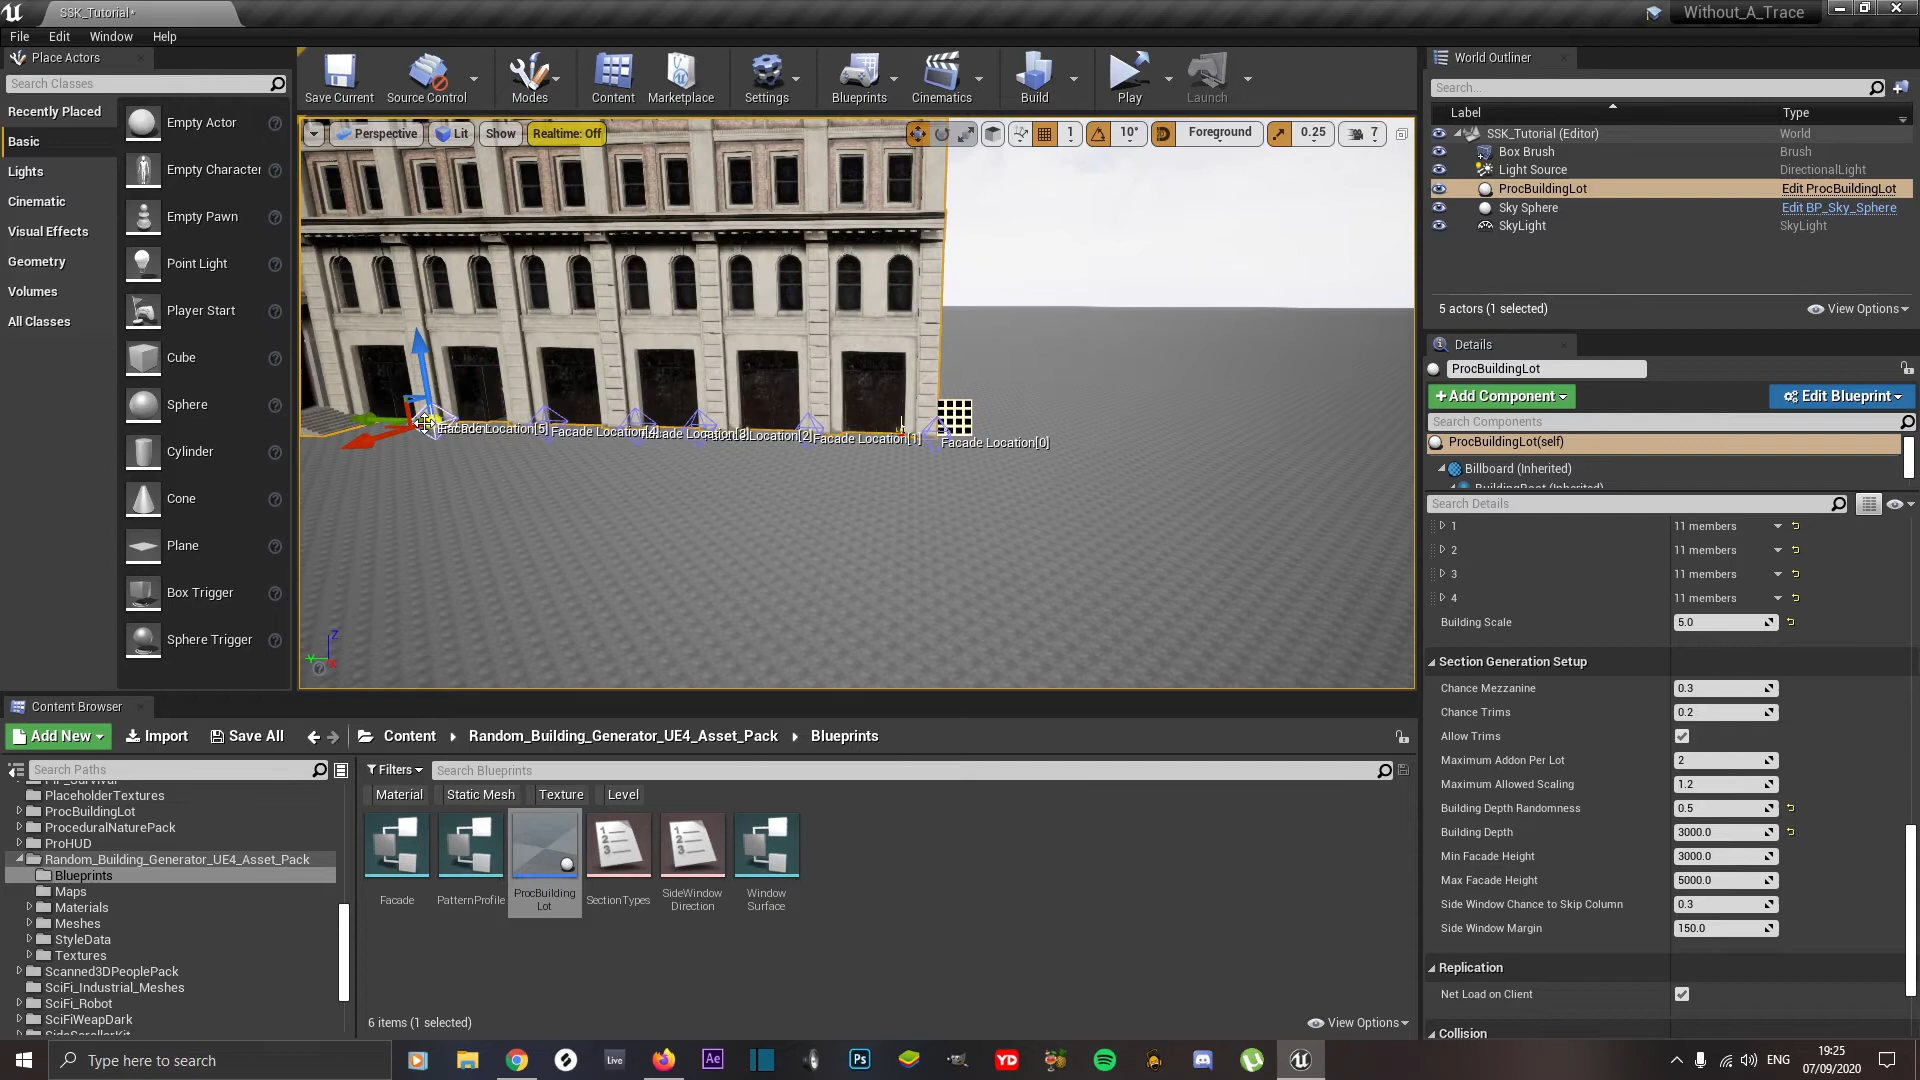 SSK_Tutorial*
Without_A_Trace
File Edit Window Help
Place Actors
Search Classes
Recently Placed
Basic
Lights
Cinematic
Visual Effects
Geometry
Volumes
All Classes
Empty Actor
Empty Character
Empty Pawn
Point Light
Player Start
Cube
Sphere
Cylinder
Cone
Plane
Box Trigger
Sphere Trigger
Save Current
Source Control
Modes
Content
Marketplace
Settings
Blueprints
Cinematics
Build
Play
Launch
Perspective Lit Show Realtime: Off 1 10° Foreground 0.25 7
Facade Location[5]
Facade Location[4]
Location[2]
Facade Location[1]
Facade Location[0]
World Outliner
Search...
Label Type
SSK_Tutorial (Editor) World
Box Brush Brush
Light Source DirectionalLight
ProcBuildingLot Edit ProcBuildingLot
Sky Sphere Edit BP_Sky_Sphere
SkyLight SkyLight
5 actors (1 selected) View Options
Details
ProcBuildingLot
Add Component Edit Blueprint
Search Components
ProcBuildingLot(self)
Billboard (Inherited)
BuildingRoot (Inherited)
Search Details
1 11 members
2 11 members
3 11 members
4 11 members
Building Scale 5.0
Section Generation Setup
Chance Mezzanine 0.3
Chance Trims 0.2
Allow Trims
Maximum Addon Per Lot 2
Maximum Allowed Scaling 1.2
Building Depth Randomness 0.5
Building Depth 3000.0
Min Facade Height 3000.0
Max Facade Height 5000.0
Side Window Chance to Skip Column 0.3
Side Window Margin 150.0
Replication
Net Load on Client
Collision
Content Browser
Add New Import Save All Content Random_Building_Generator_UE4_Asset_Pack Blueprints
Search Paths
PlaceholderTextures
ProcBuildingLot
ProceduralNaturePack
ProHUD
Random_Building_Generator_UE4_Asset_Pack
Blueprints
Maps
Materials
Meshes
StyleData
Textures
Scanned3DPeoplePack
SciFi_Industrial_Meshes
SciFi_Robot
SciFiWeapDark
SideScrollerKit
Filters Search Blueprints
Material Static Mesh Texture Level
Facade
PatternProfile
ProcBuilding
Lot
SectionTypes
SideWindow
Direction
Window
Surface
6 items (1 selected) View Options
Type here to search
Live
Ae
Ps
YD
ENG
19:25
07/09/2020